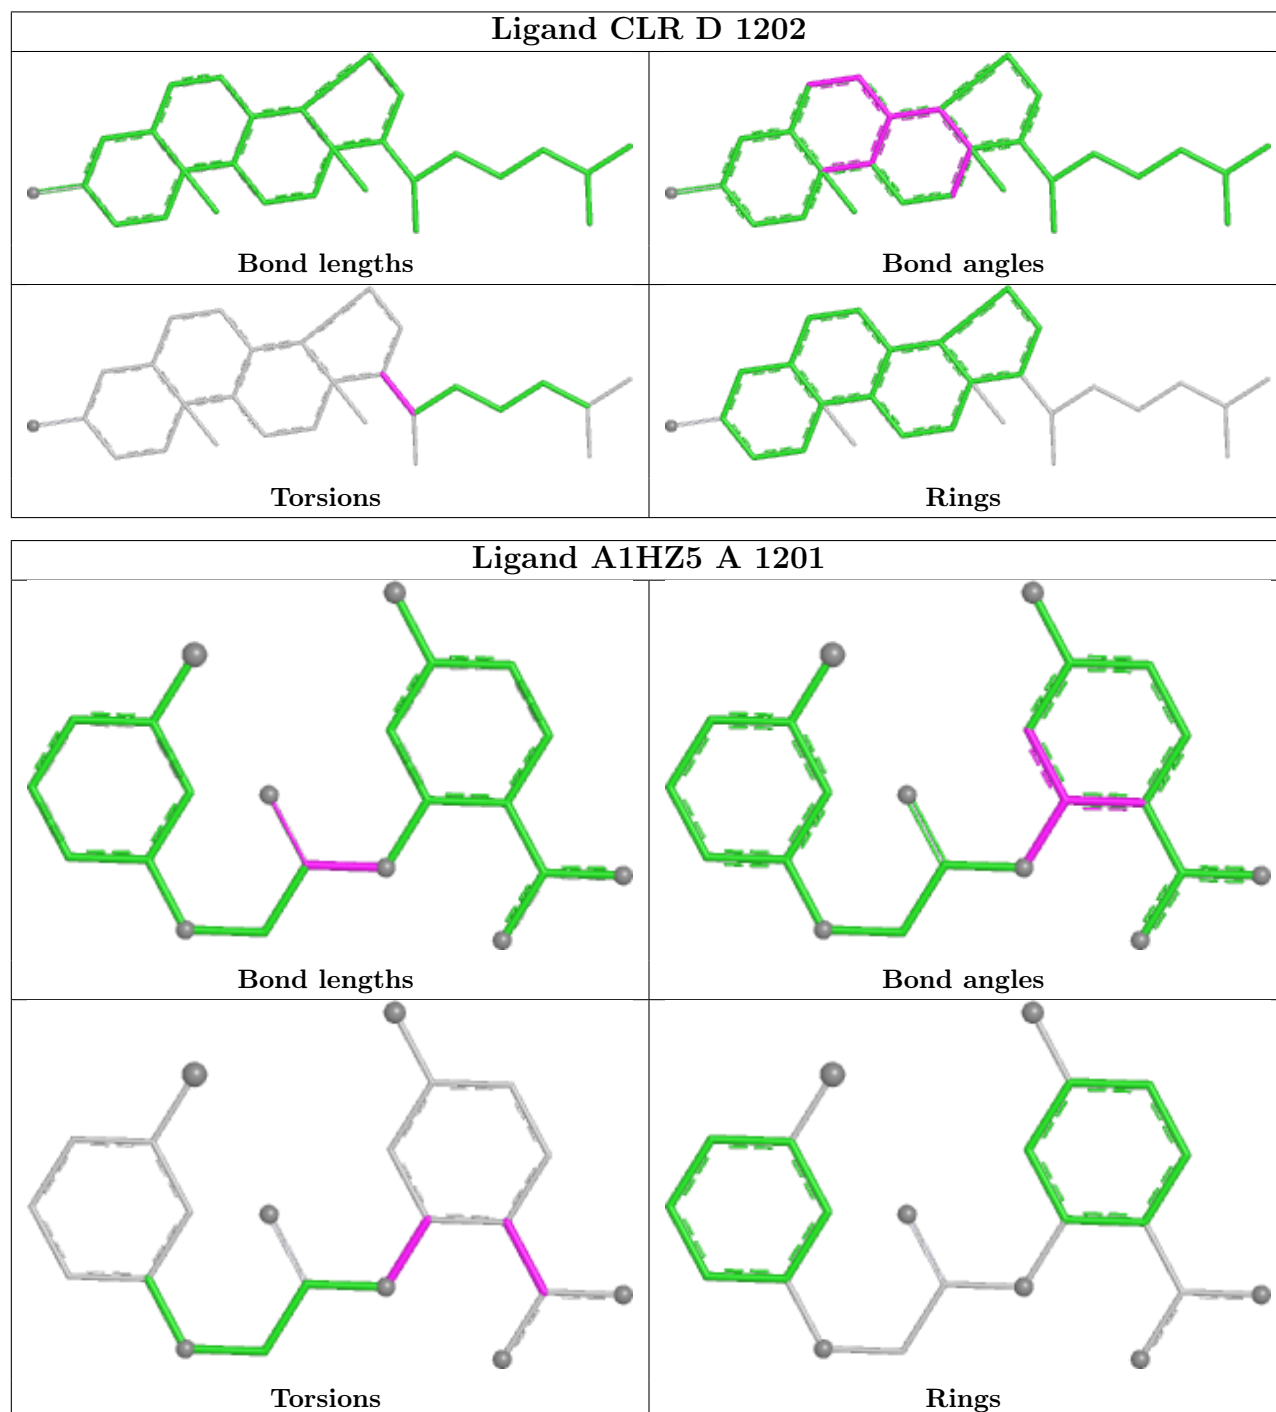 Ligand CLR D 1202
Bond lengths
Bond angles
Torsions
Rings
Ligand A1HZ5 A 1201
Bond lengths
Bond angles
Torsions
Rings